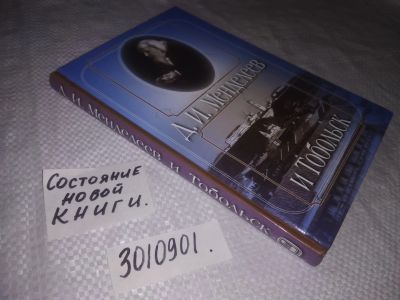 Д.И. Менделеев
и Тобольск
Д.И. Менделеев и Тобольск
Состояние
новой
книги.
3010901.